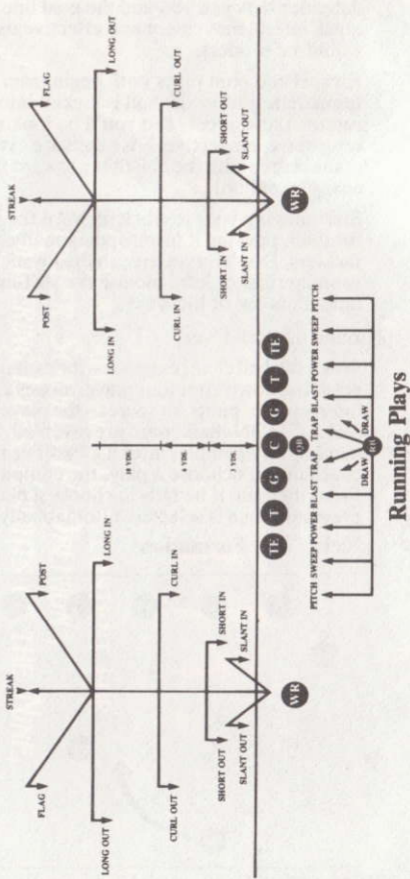 STREAK
FLAG
POST
LONG OUT
LONG IN
CURL OUT
CURL IN
SHORT OUT
SHORT IN
SLANT OUT
SLANT IN
WR
STREAK
POST
FLAG
LONG IN
LONG OUT
CURL IN
CURL OUT
SHORT IN
SHORT OUT
SLANT IN
SLANT OUT
WR
YDS.
YDS.
YDS.
TE T G C G T TE
QB
PITCH SWEEP POWER BLAST TRAP TRAP BLAST POWER SWEEP PITCH
DRAW DRAW
RB
Running Plays